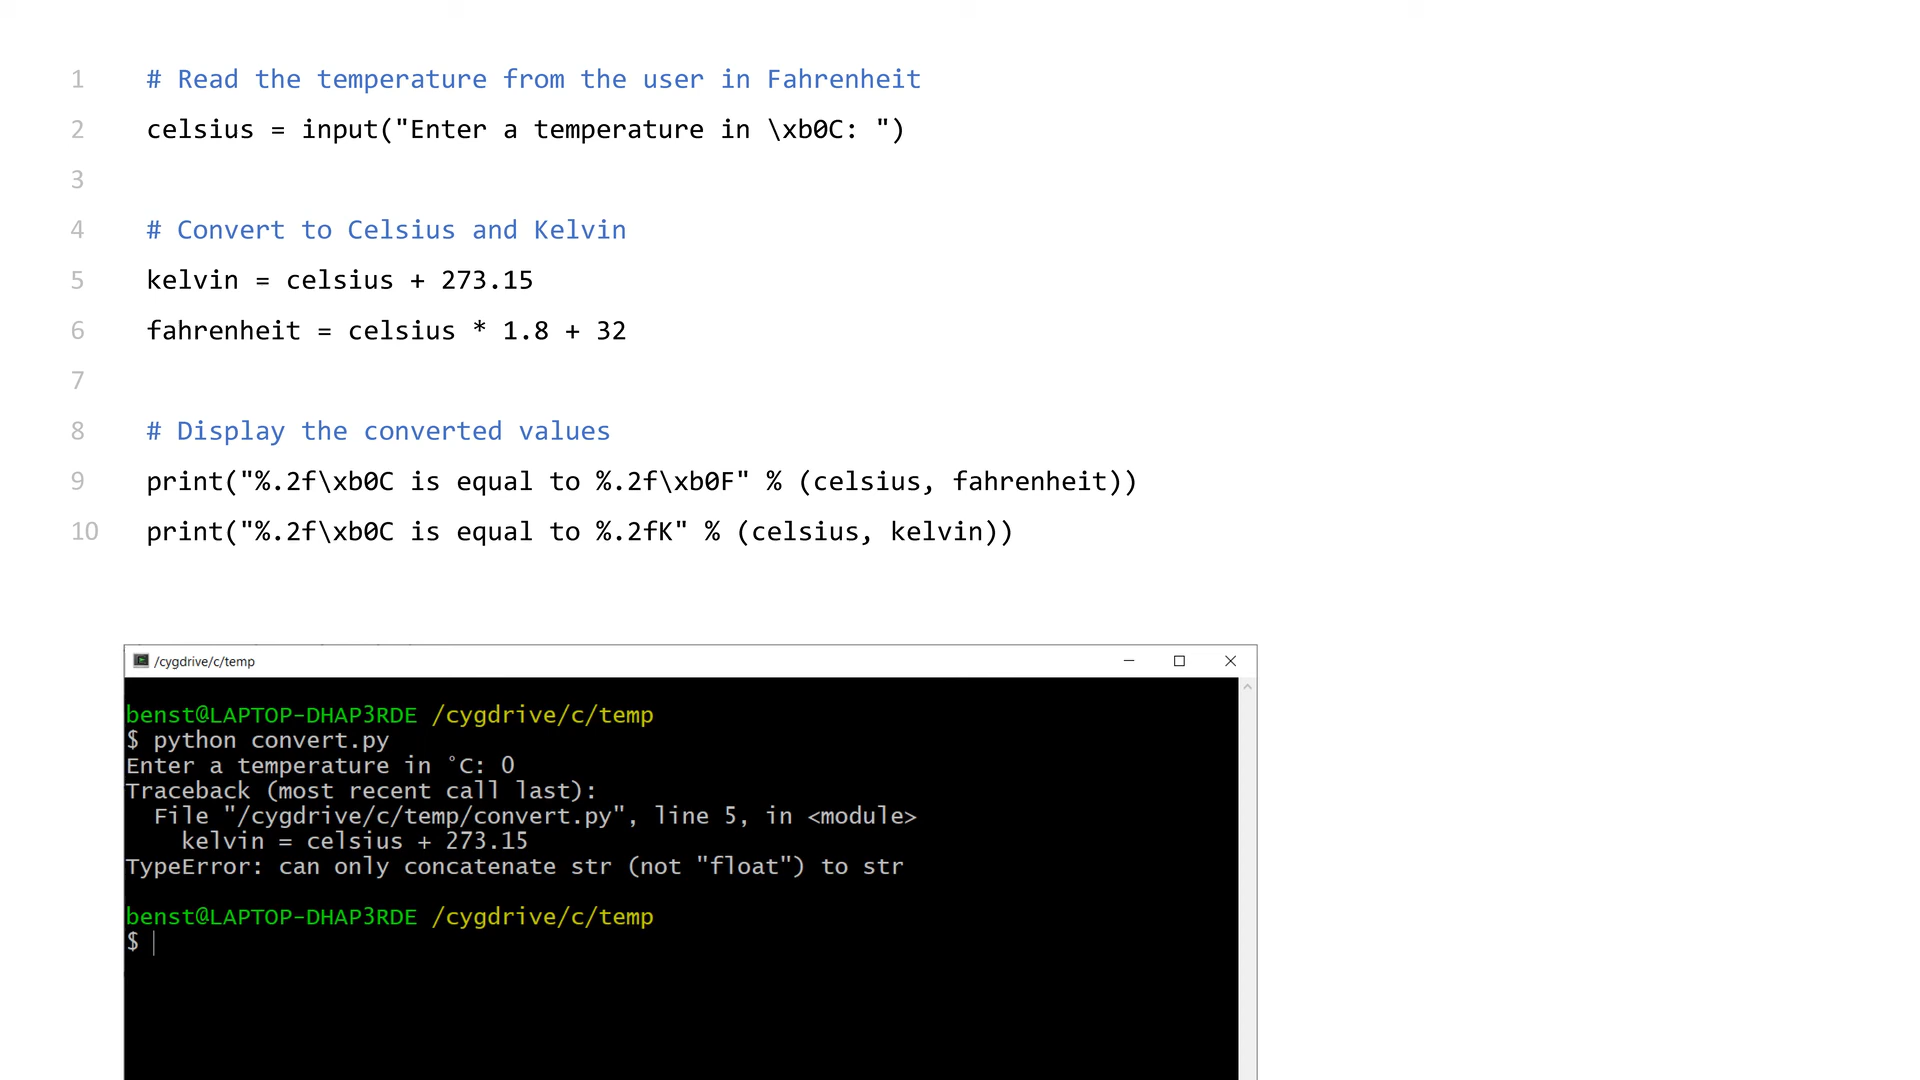 1 # Read the temperature from the user in Fahrenheit
2 celsius = input("Enter a temperature in \xb0C: ")
3
4 # Convert to Celsius and Kelvin
5 kelvin = celsius + 273.15
6 fahrenheit = celsius * 1.8 + 32
7
8 # Display the converted values
9 print("%.2f\xb0C is equal to %.2f\xb0F" % (celsius, fahrenheit))
10 print("%.2f\xb0C is equal to %.2fK" % (celsius, kelvin))
/cygdrive/c/temp
benst@LAPTOP-DHAP3RDE /cygdrive/c/temp
$ python convert.py
Enter a temperature in °C: 0
Traceback (most recent call last):
  File "/cygdrive/c/temp/convert.py", line 5, in <module>
    kelvin = celsius + 273.15
TypeError: can only concatenate str (not "float") to str
benst@LAPTOP-DHAP3RDE /cygdrive/c/temp
$